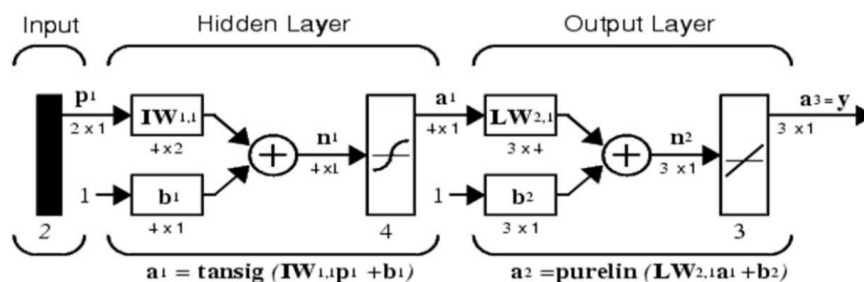 Input Hidden Layer Output Layer
p1 a1 a3 = y
IW1,1 LW2,1
2 x 1 n1 4 x 1 n2 3 x 1
4 x 2 3 x 4
4 x 1 3 x 1
1 b1 1 b2
2 4 x 1 4 3 x 1 3
a1 = tansig (IW1,1p1 +b1) a2 =purelin (LW2,1a1 +b2)